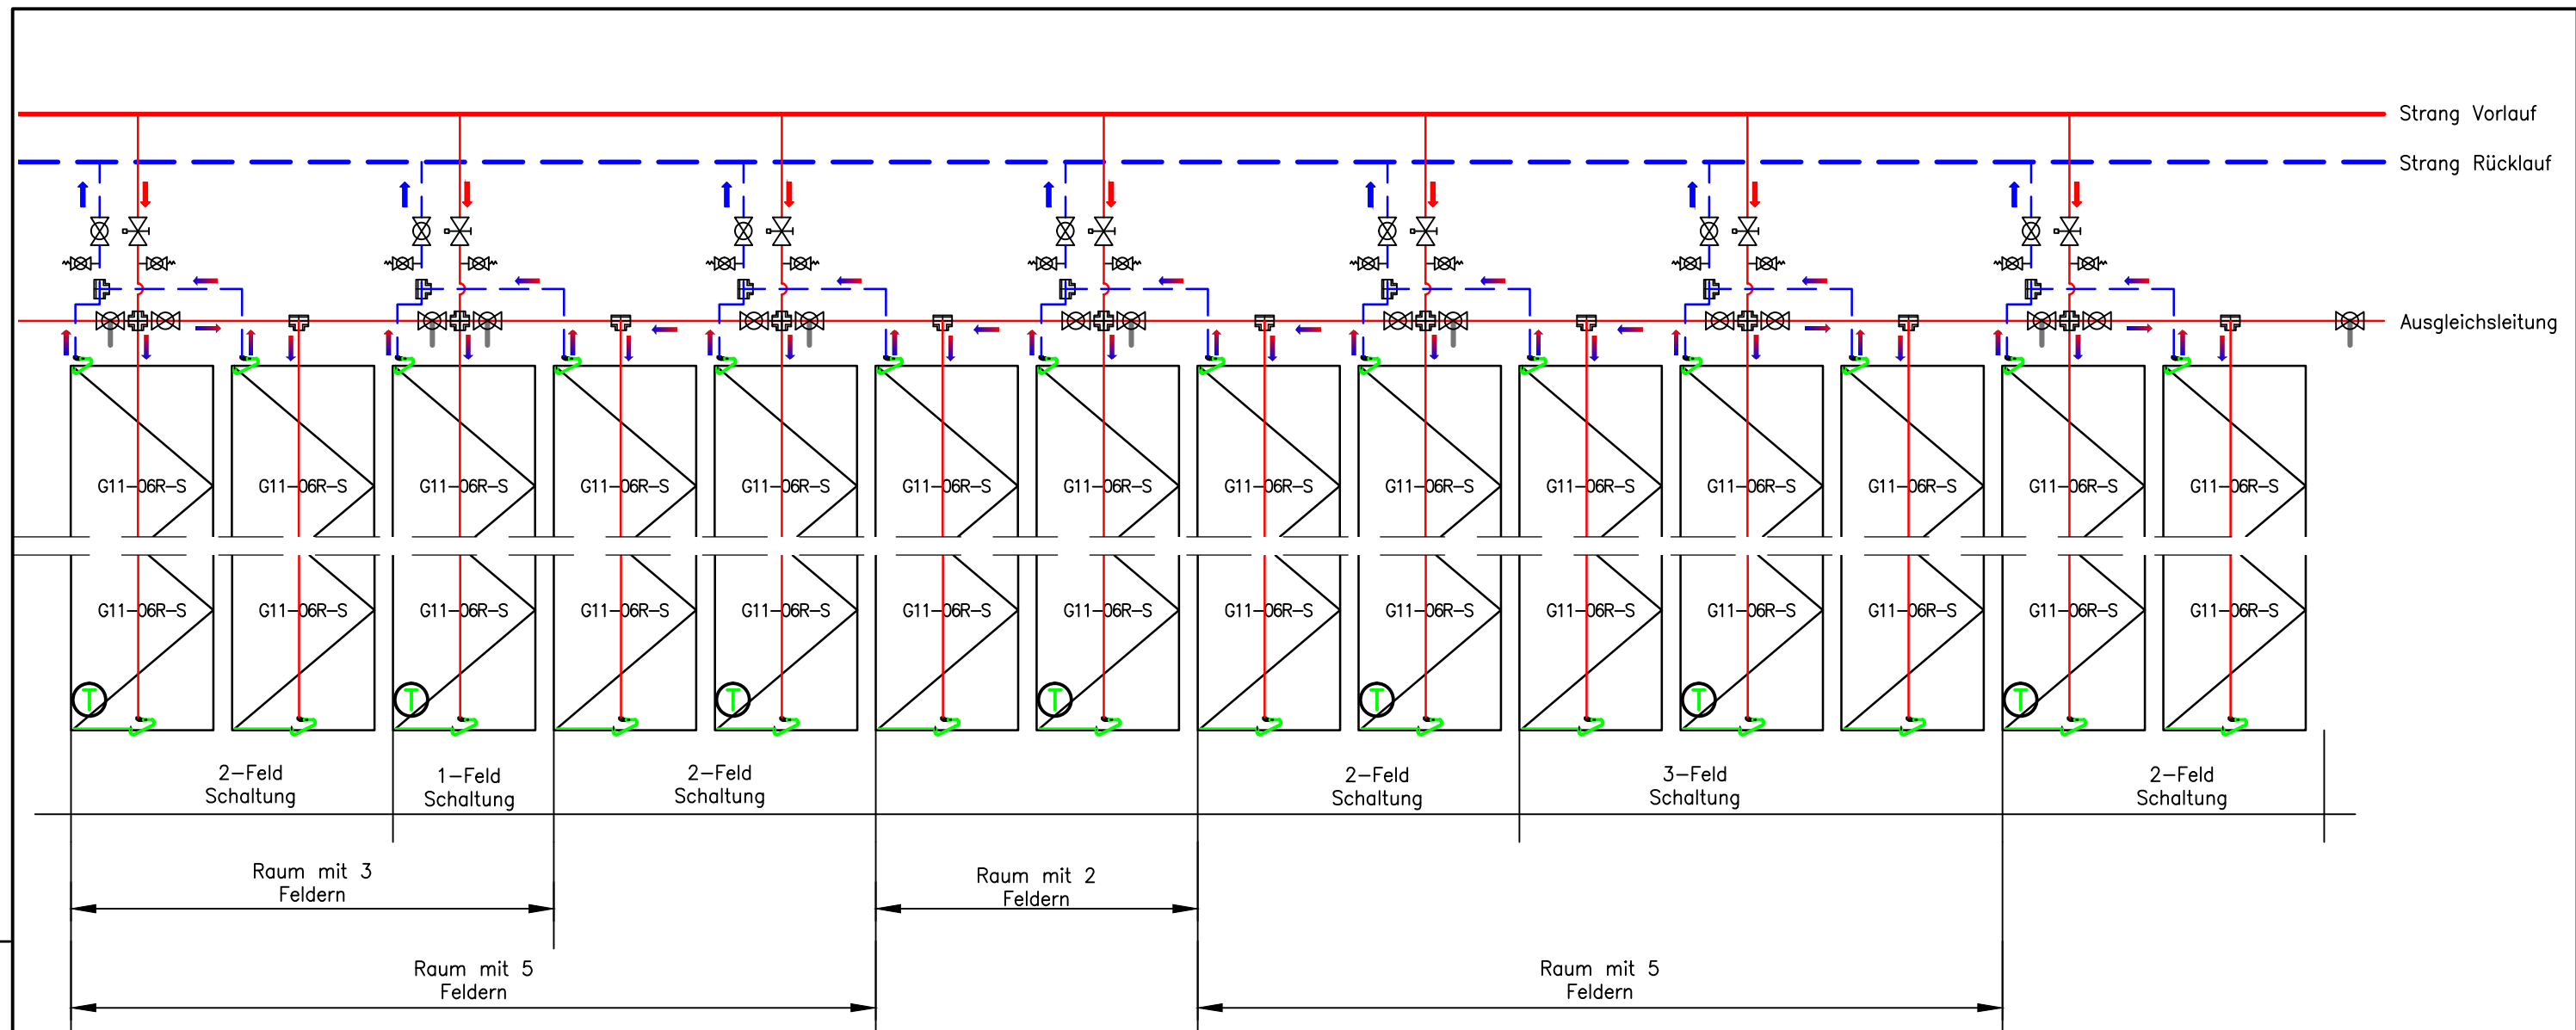 Strang Vorlauf
Strang Rücklauf
Ausgleichsleitung
G11-06R-S G11-06R-S G11-06R-S G11-06R-S G11-06R-S G11-06R-S G11-06R-S G11-06R-S G11-06R-S G11-06R-S G11-06R-S G11-06R-S G11-06R-S G11-06R-S
G11-06R-S G11-06R-S G11-06R-S G11-06R-S G11-06R-S G11-06R-S G11-06R-S G11-06R-S G11-06R-S G11-06R-S G11-06R-S G11-06R-S G11-06R-S G11-06R-S
T T T T T T T
2-Feld
Schaltung
1-Feld
Schaltung
2-Feld
Schaltung
2-Feld
Schaltung
3-Feld
Schaltung
2-Feld
Schaltung
Raum mit 3
Feldern
Raum mit 2
Feldern
Raum mit 5
Feldern
Raum mit 5
Feldern